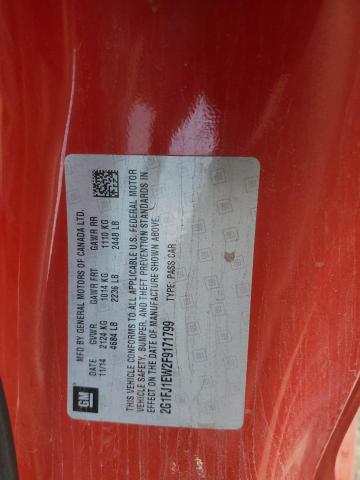 MFD BY GENERAL MOTORS OF CANADA LTD.
DATE GVWR GAWR FRT GAWR RR
11/14 2124 KG 1014 KG 1110 KG
4684 LB 2236 LB 2448 LB
THIS VEHICLE CONFORMS TO ALL APPLICABLE U.S. FEDERAL MOTOR
VEHICLE SAFETY, BUMPER, AND THEFT PREVENTION STANDARDS IN
EFFECT ON THE DATE OF MANUFACTURE SHOWN ABOVE.
2G1FJ1EW2F9171799 TYPE: PASS CAR
GM